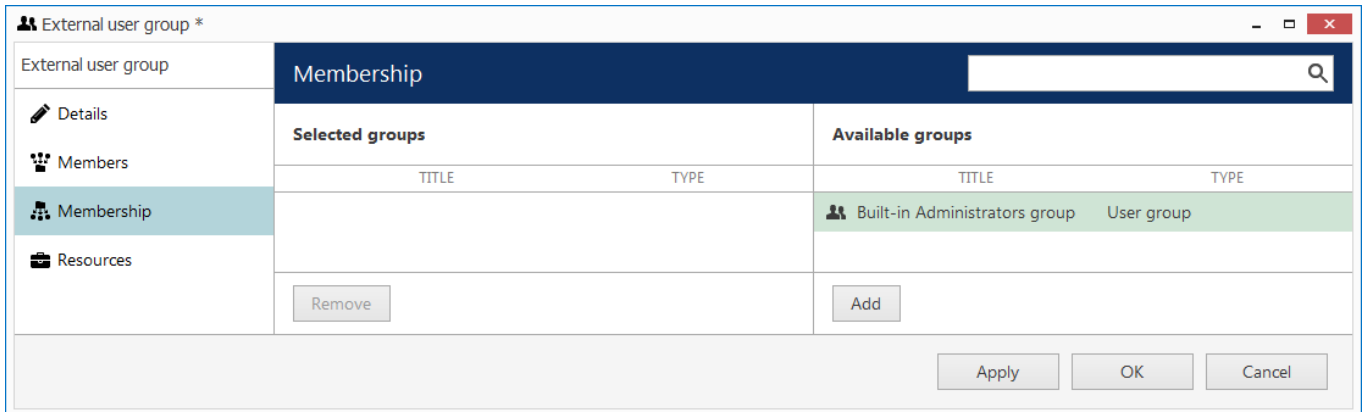 External user group *
External user group
Details
Members
Membership
Resources
Membership
Selected groups
TITLE TYPE
Remove
Available groups
TITLE TYPE
Built-in Administrators group User group
Add
Apply OK Cancel